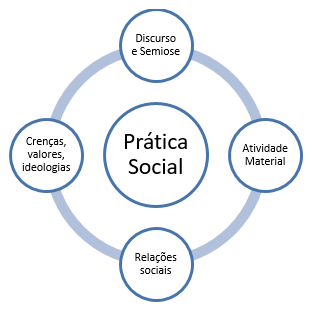 Discurso
e Semiose
Crenças,
valores,
ideologias
Prática
Social
Atividade
Material
Relações
sociais